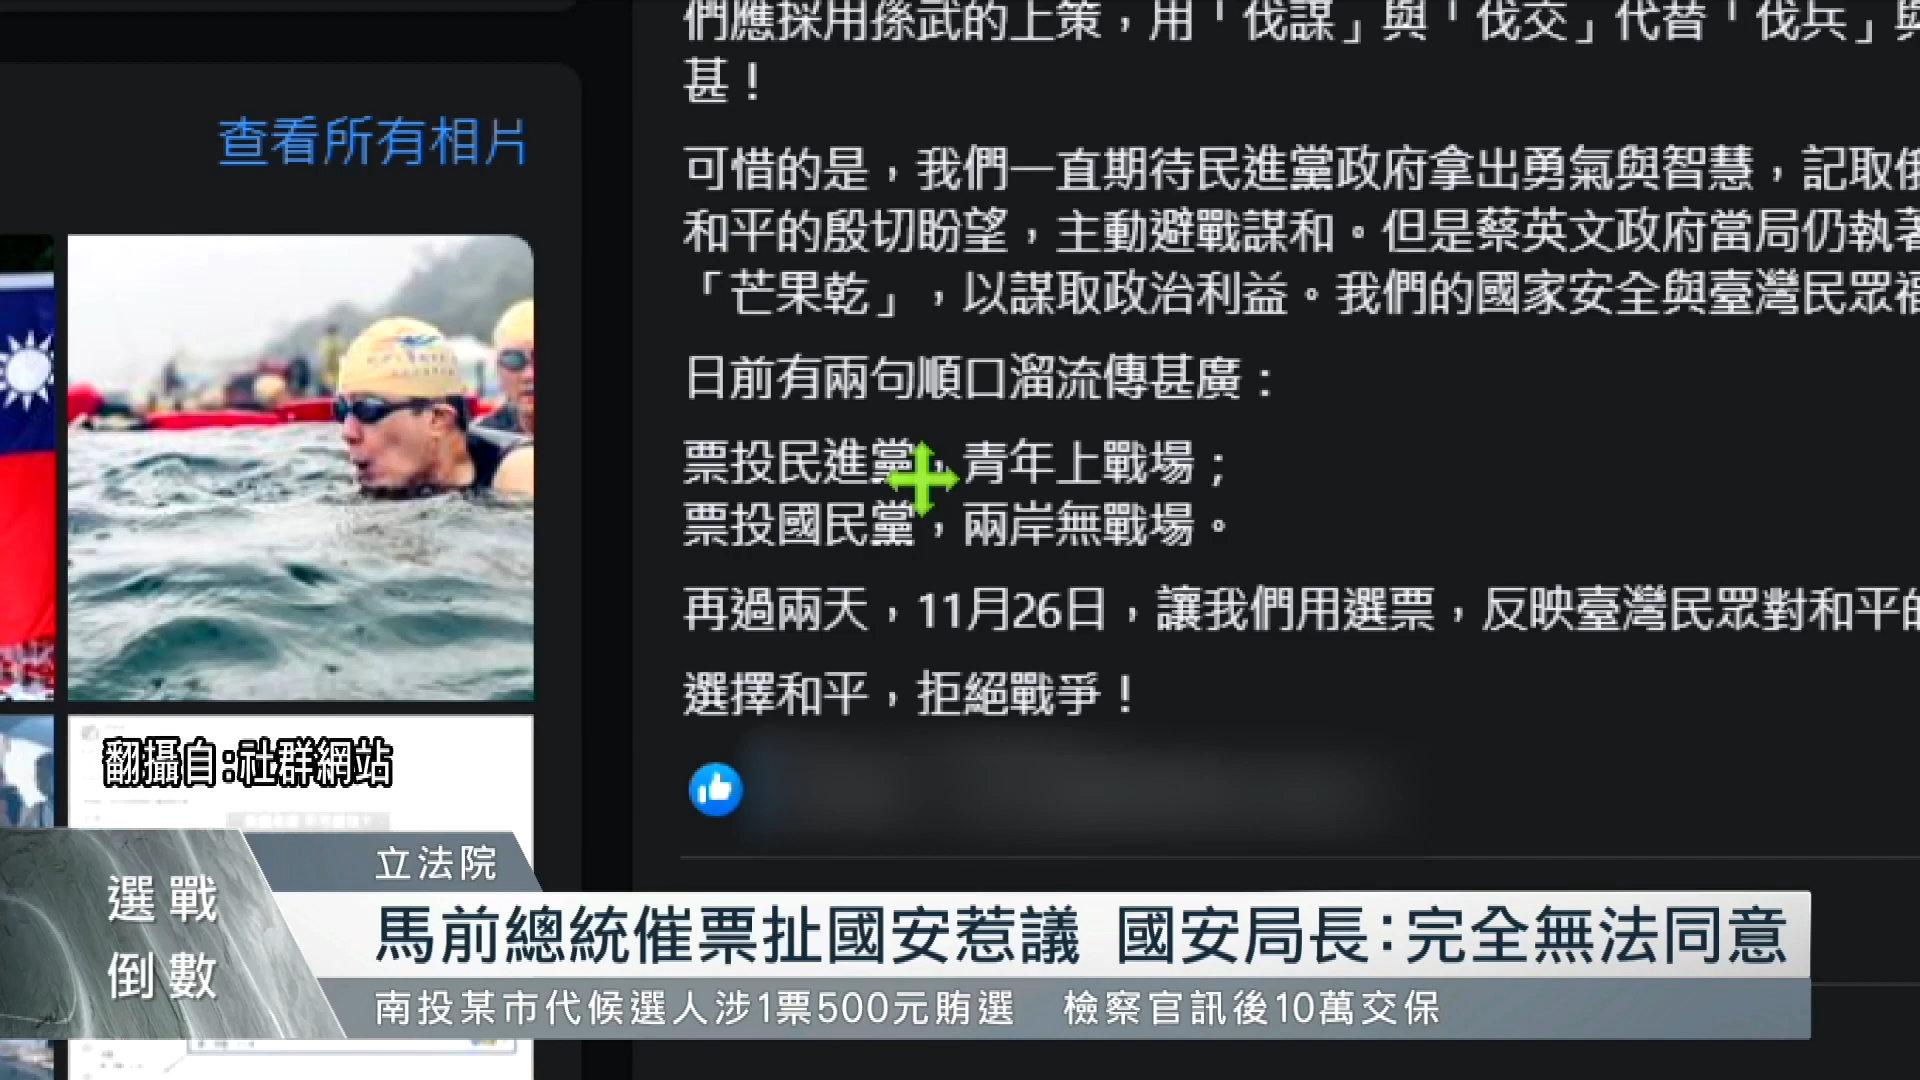 們應採用孫武的上策，用「伐謀」與「伐交」代替「伐兵」與
甚！
查看所有相片
可惜的是，我們一直期待民進黨政府拿出勇氣與智慧，記取俄
和平的殷切盼望，主動避戰謀和。但是蔡英文政府當局仍執著
「芒果乾」，以謀取政治利益。我們的國家安全與臺灣民眾福
日前有兩句順口溜流傳甚廣：
票投民進黨，青年上戰場；
票投國民黨，兩岸無戰場。
再過兩天，11月26日，讓我們用選票，反映臺灣民眾對和平的
選擇和平，拒絕戰爭！
翻攝自:社群網站
立法院
選戰
倒數
馬前總統催票扯國安惹議 國安局長:完全無法同意
南投某市代候選人涉1票500元賄選 檢察官訊後10萬交保